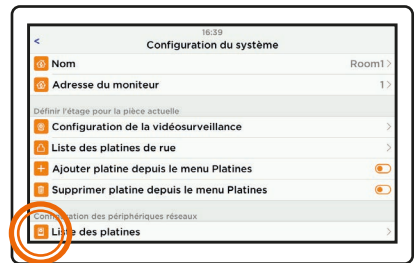 16:39
< Configuration du système
Nom Room1 >
Adresse du moniteur 1 >
Définir l'étage pour la pièce actuelle
Configuration de la vidéosurveillance >
Liste des platines de rue >
Ajouter platine depuis le menu Platines
Supprimer platine depuis le menu Platines
Configuration des périphériques réseaux
Liste des platines >